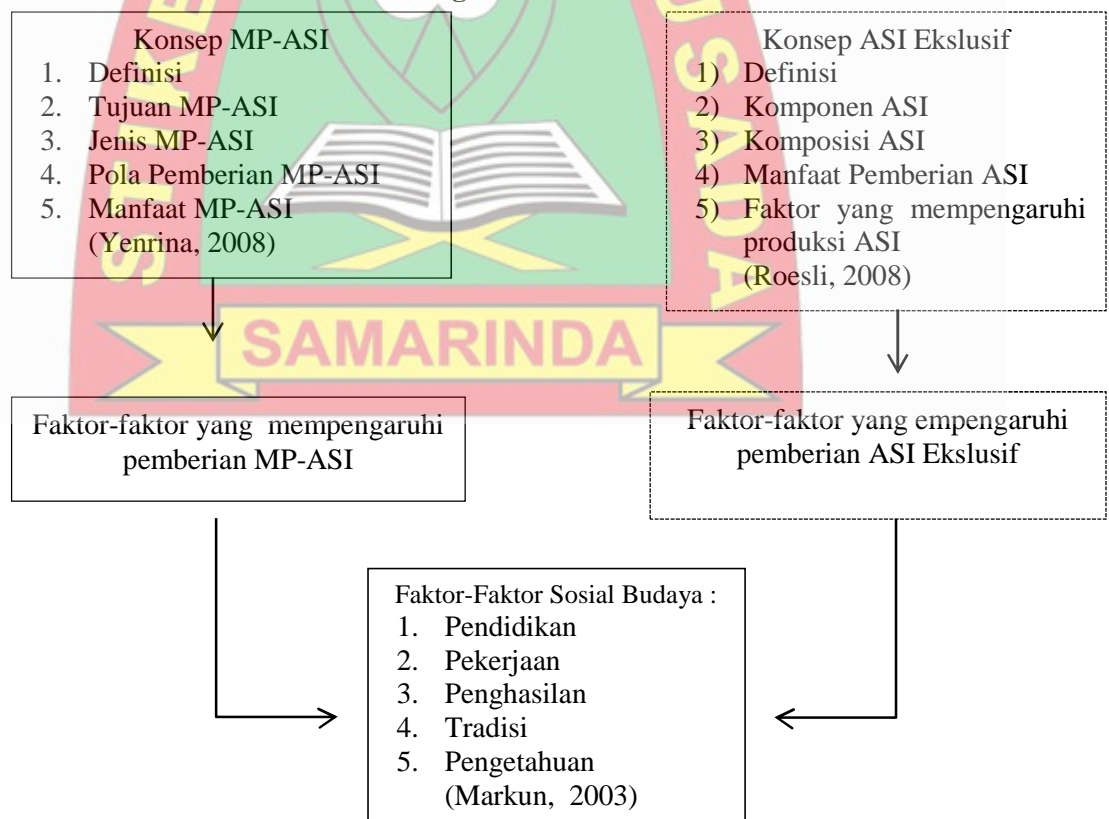 Konsep MP-ASI
1. Definisi
2. Tujuan MP-ASI
3. Jenis MP-ASI
4. Pola Pemberian MP-ASI
5. Manfaat MP-ASI
(Yenrina, 2008)
Konsep ASI Ekslusif
1) Definisi
2) Komponen ASI
3) Komposisi ASI
4) Manfaat Pemberian ASI
5) Faktor yang mempengaruhi
produksi ASI
(Roesli, 2008)
SAMARINDA
Faktor-faktor yang mempengaruhi
pemberian MP-ASI
Faktor-faktor yang empengaruhi
pemberian ASI Ekslusif
Faktor-Faktor Sosial Budaya :
1. Pendidikan
2. Pekerjaan
3. Penghasilan
4. Tradisi
5. Pengetahuan
(Markun, 2003)